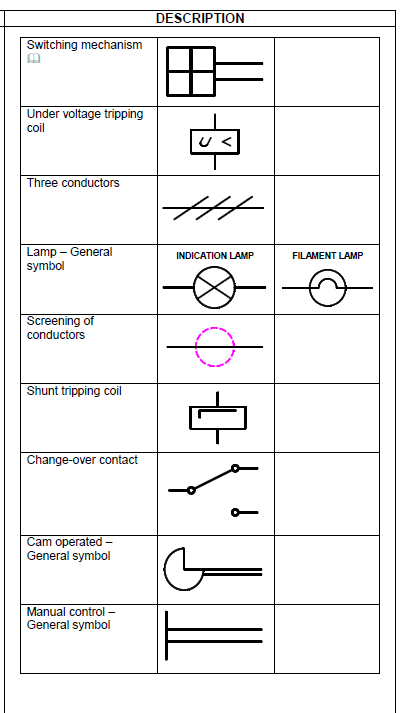 DESCRIPTION
Switching mechanism
Under voltage tripping
coil
U <
Three conductors
Lamp – General
symbol
INDICATION LAMP
FILAMENT LAMP
Screening of
conductors
Shunt tripping coil
Change-over contact
Cam operated –
General symbol
Manual control –
General symbol